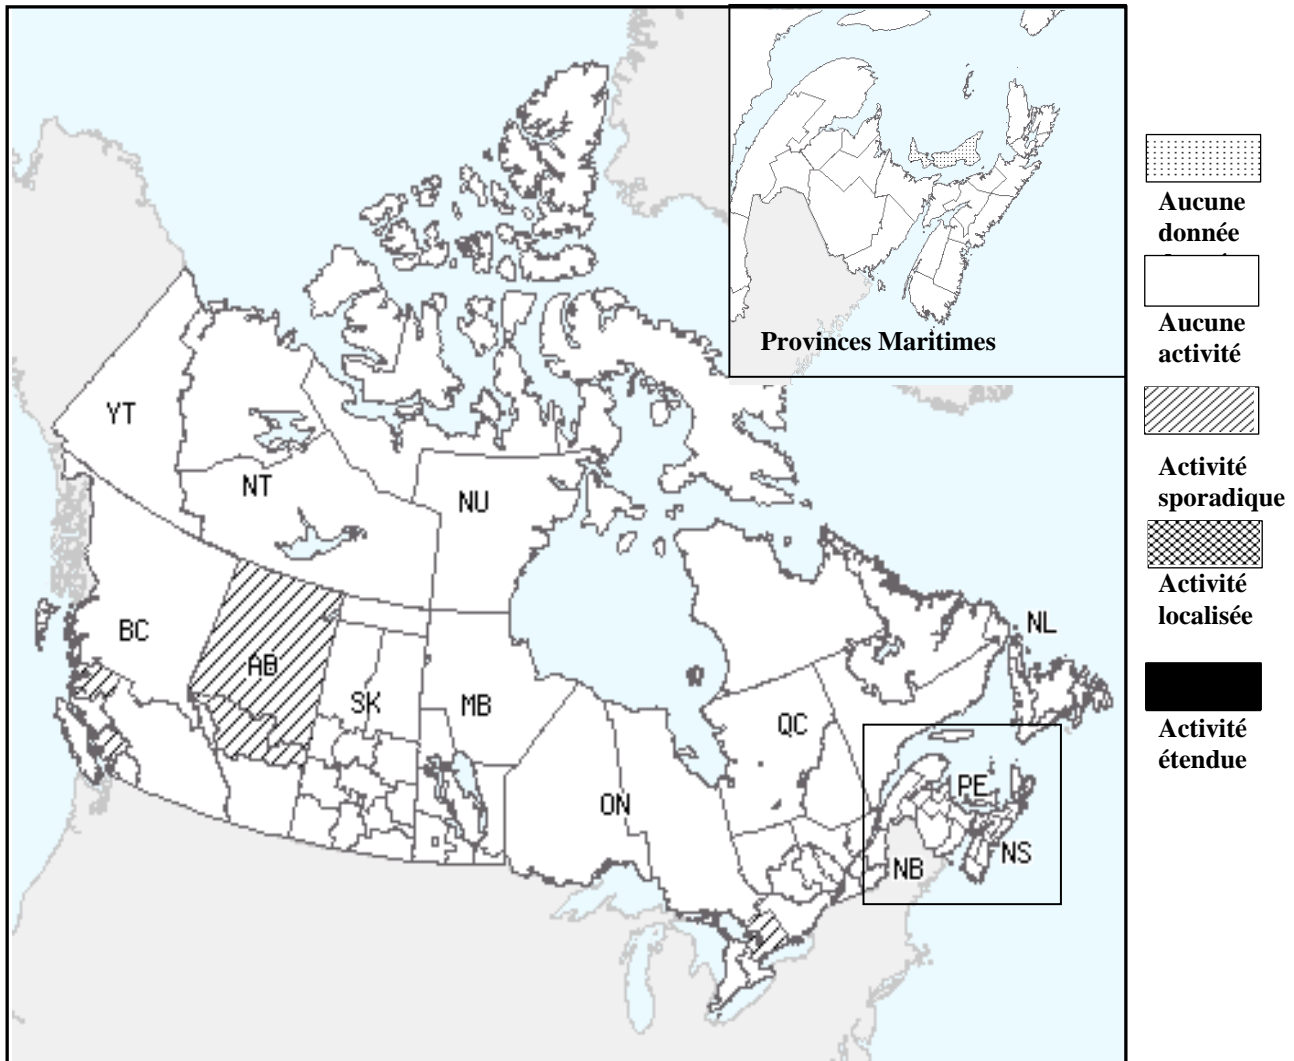 Provinces Maritimes
YT
NT
NU
BC
AB
SK
MB
ON
QC
NL
PE
NB
NS
Aucune
donnée
Aucune
activité
Activité
sporadique
Activité
localisée
Activité
étendue